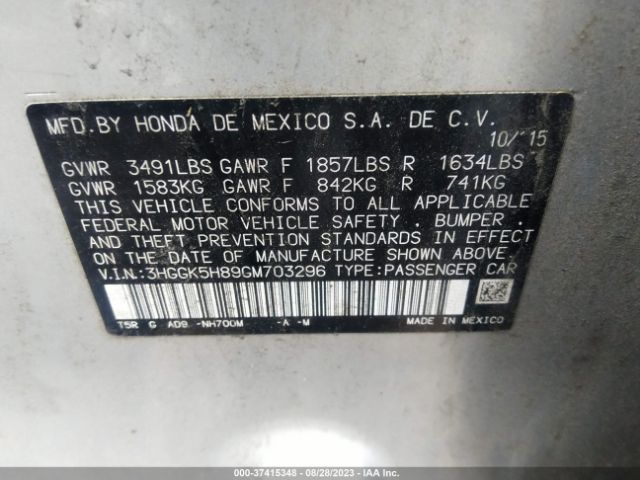 MFD.BY HONDA DE MEXICO S.A. DE C.V.
10/15
GVWR 3491LBS GAWR F 1857LBS R 1634LBS
GVWR 1583KG GAWR F 842KG R 741KG
THIS VEHICLE CONFORMS TO ALL APPLICABLE
FEDERAL MOTOR VEHICLE SAFETY , BUMPER ,
AND THEFT PREVENTION STANDARDS IN EFFECT
ON THE DATE OF MANUFACTURE SHOWN ABOVE.
V.I.N.:3HGGK5H89GM703296 TYPE:PASSENGER CAR
T5R G AD9 -NH700M -A -M
MADE IN MEXICO
000-37415348 - 08/28/2023 - IAA Inc.